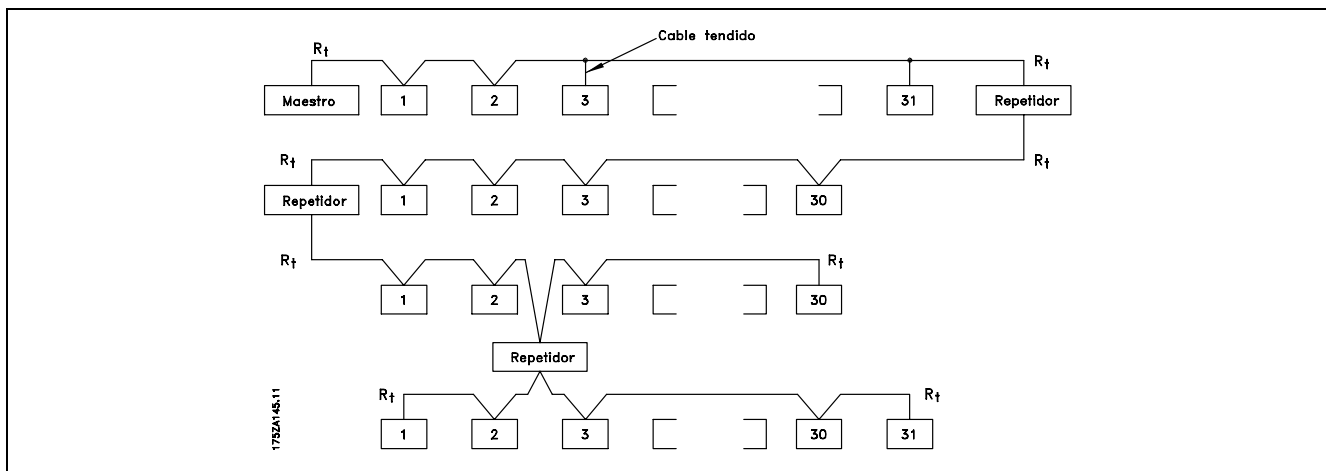 Cable tendido
Rt Rt
Maestro 1 2 3 31 Repetidor
Rt Rt
Repetidor 1 2 3 30
Rt Rt
1 2 3 30
Repetidor
Rt Rt
1 2 3 30 31
175ZA145.11